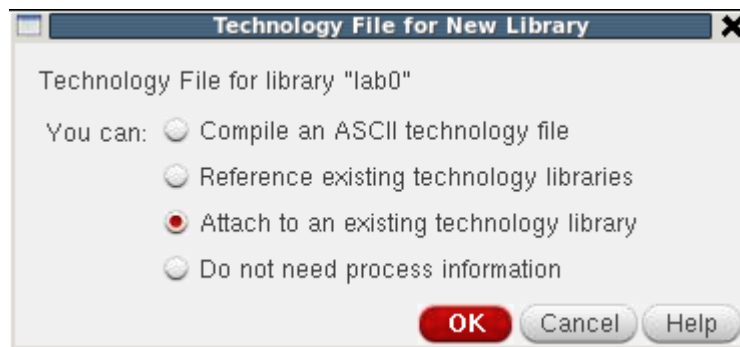 Technology File for New Library
Technology File for library "lab0"
You can: Compile an ASCII technology file
Reference existing technology libraries
Attach to an existing technology library
Do not need process information
OK Cancel Help